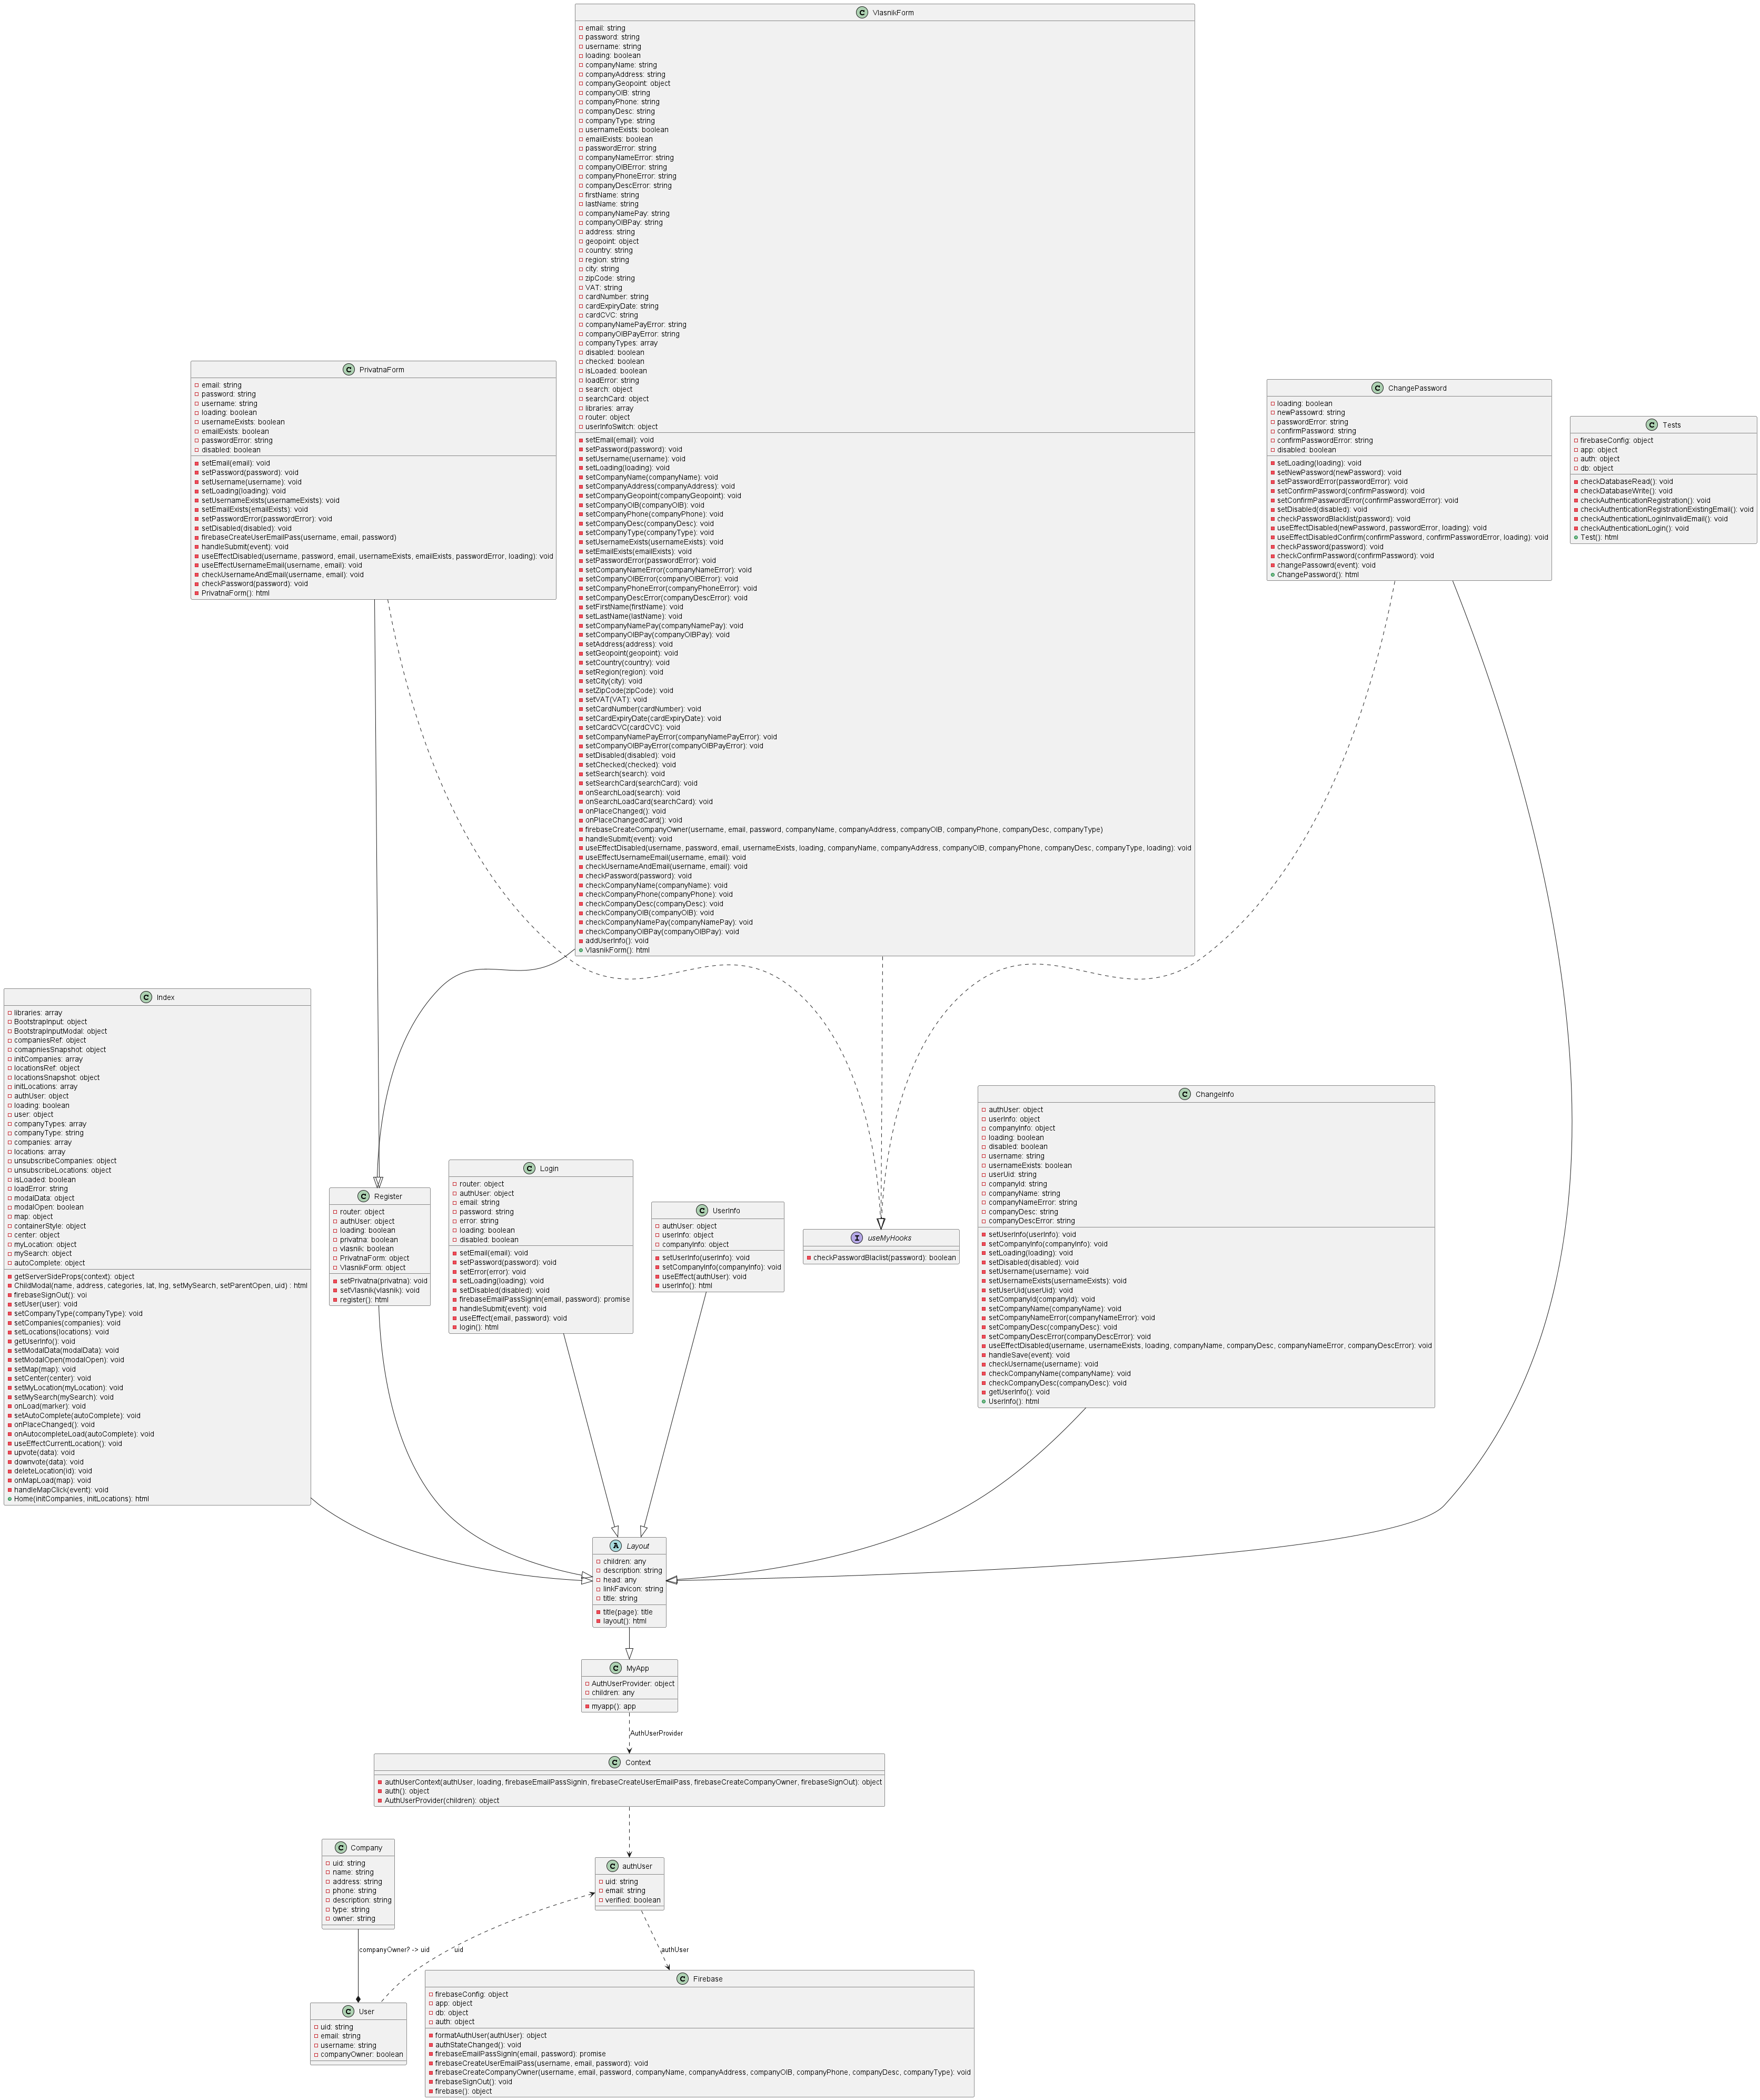 VlasnikForm
email: string
password: string
username: string
loading: boolean
companyName: string
companyAddress: string
companyGeopoint: object
companyOIB: string
companyPhone: string
companyDesc: string
companyType: string
usernameExists: boolean
emailExists: boolean
passwordError: string
companyNameError: string
companyOIBError: string
companyPhoneError: string
companyDescError: string
firstName: string
lastName: string
companyNamePay: string
companyOIBPay: string
address: string
geopoint: object
country: string
region: string
city: string
zipCode: string
VAT: string
cardNumber: string
cardExpiryDate: string
cardCVC: string
companyNamePayError: string
companyOIBPayError: string
companyTypes: array
disabled: boolean
checked: boolean
isLoaded: boolean
loadError: string
search: object
searchCard: object
libraries: array
router: object
userInfoSwitch: object
setEmail(email): void
setPassword(password): void
setUsername(username): void
setLoading(loading): void
setCompanyName(companyName): void
setCompanyAddress(companyAddress): void
setCompanyGeopoint(companyGeopoint): void
setCompanyOIB(companyOIB): void
setCompanyPhone(companyPhone): void
setCompanyDesc(companyDesc): void
setCompanyType(companyType): void
setUsernameExists(usernameExists): void
setEmailExists(emailExists): void
setPasswordError(passwordError): void
setCompanyNameError(companyNameError): void
setCompanyOIBError(companyOIBError): void
setCompanyPhoneError(companyPhoneError): void
setCompanyDescError(companyDescError): void
setFirstName(firstName): void
setLastName(lastName): void
setCompanyNamePay(companyNamePay): void
setCompanyOIBPay(companyOIBPay): void
setAddress(address): void
setGeopoint(geopoint): void
setCountry(country): void
setRegion(region): void
setCity(city): void
setZipCode(zipCode): void
setVAT(VAT): void
setCardNumber(cardNumber): void
setCardExpiryDate(cardExpiryDate): void
setCardCVC(cardCVC): void
setCompanyNamePayError(companyNamePayError): void
setCompanyOIBPayError(companyOIBPayError): void
setDisabled(disabled): void
setChecked(checked): void
setSearch(search): void
setSearchCard(searchCard): void
onSearchLoad(search): void
onSearchLoadCard(searchCard): void
onPlaceChanged(): void
onPlaceChangedCard(): void
firebaseCreateCompanyOwner(username, email, password, companyName, companyAddress, companyOIB, companyPhone, companyDesc, companyType)
handleSubmit(event): void
useEffectDisabled(username, password, email, usernameExists, loading, companyName, companyAddress, companyOIB, companyPhone, companyDesc, companyType, loading): void
useEffectUsernameEmail(username, email): void
checkUsernameAndEmail(username, email): void
checkPassword(password): void
checkCompanyName(companyName): void
checkCompanyPhone(companyPhone): void
checkCompanyDesc(companyDesc): void
checkCompanyOIB(companyOIB): void
checkCompanyNamePay(companyNamePay): void
checkCompanyOIBPay(companyOIBPay): void
addUserInfo(): void
VlasnikForm(): html
PrivatnaForm
email: string
password: string
username: string
loading: boolean
usernameExists: boolean
emailExists: boolean
passwordError: string
disabled: boolean
setEmail(email): void
setPassword(password): void
setUsername(username): void
setLoading(loading): void
setUsernameExists(usernameExists): void
setEmailExists(emailExists): void
setPasswordError(passwordError): void
setDisabled(disabled): void
firebaseCreateUserEmailPass(username, email, password)
handleSubmit(event): void
useEffectDisabled(username, password, email, usernameExists, emailExists, passwordError, loading): void
useEffectUsernameEmail(username, email): void
checkUsernameAndEmail(username, email): void
checkPassword(password): void
PrivatnaForm(): html
ChangePassword
loading: boolean
newPassowrd: string
passwordError: string
confirmPassword: string
confirmPasswordError: string
disabled: boolean
setLoading(loading): void
setNewPassword(newPassword): void
setPasswordError(passwordError): void
setConfirmPassword(confirmPassword): void
setConfirmPasswordError(confirmPasswordError): void
setDisabled(disabled): void
checkPasswordBlacklist(password): void
useEffectDisabled(newPassword, passwordError, loading): void
useEffectDisabledConfirm(confirmPassword, confirmPasswordError, loading): void
checkPassword(password): void
checkConfirmPassword(confirmPassword): void
changePassowrd(event): void
ChangePassword(): html
Tests
firebaseConfig: object
app: object
auth: object
db: object
checkDatabaseRead(): void
checkDatabaseWrite(): void
checkAuthenticationRegistration(): void
checkAuthenticationRegistrationExistingEmail(): void
checkAuthenticationLoginInvalidEmail(): void
checkAuthenticationLogin(): void
Test(): html
Index
libraries: array
BootstrapInput: object
BootstrapInputModal: object
companiesRef: object
comapniesSnapshot: object
initCompanies: array
locationsRef: object
locationsSnapshot: object
initLocations: array
authUser: object
loading: boolean
user: object
companyTypes: array
companyType: string
companies: array
locations: array
unsubscribeCompanies: object
unsubscribeLocations: object
isLoaded: boolean
loadError: string
modalData: object
modalOpen: boolean
map: object
containerStyle: object
center: object
myLocation: object
mySearch: object
autoComplete: object
getServerSideProps(context): object
ChildModal(name, address, categories, lat, lng, setMySearch, setParentOpen, uid) : html
firebaseSignOut(): voi
setUser(user): void
setCompanyType(companyType): void
setCompanies(companies): void
setLocations(locations): void
getUserInfo(): void
setModalData(modalData): void
setModalOpen(modalOpen): void
setMap(map): void
setCenter(center): void
setMyLocation(myLocation): void
setMySearch(mySearch): void
onLoad(marker): void
setAutoComplete(autoComplete): void
onPlaceChanged(): void
onAutocompleteLoad(autoComplete): void
useEffectCurrentLocation(): void
upvote(data): void
downvote(data): void
deleteLocation(id): void
onMapLoad(map): void
handleMapClick(event): void
Home(initCompanies, initLocations): html
Register
router: object
authUser: object
loading: boolean
privatna: boolean
vlasnik: boolean
PrivatnaForm: object
VlasnikForm: object
setPrivatna(privatna): void
setVlasnik(vlasnik): void
register(): html
Login
router: object
authUser: object
email: string
password: string
error: string
loading: boolean
disabled: boolean
setEmail(email): void
setPassword(password): void
setError(error): void
setLoading(loading): void
setDisabled(disabled): void
firebaseEmailPassSignIn(email, password): promise
handleSubmit(event): void
useEffect(email, password): void
login(): html
UserInfo
authUser: object
userInfo: object
companyInfo: object
setUserInfo(userInfo): void
setCompanyInfo(companyInfo): void
useEffect(authUser): void
userInfo(): html
useMyHooks
checkPasswordBlaclist(password): boolean
ChangeInfo
authUser: object
userInfo: object
companyInfo: object
loading: boolean
disabled: boolean
username: string
usernameExists: boolean
userUid: string
companyId: string
companyName: string
companyNameError: string
companyDesc: string
companyDescError: string
setUserInfo(userInfo): void
setCompanyInfo(companyInfo): void
setLoading(loading): void
setDisabled(disabled): void
setUsername(username): void
setUsernameExists(usernameExists): void
setUserUid(userUid): void
setCompanyId(companyId): void
setCompanyName(companyName): void
setCompanyNameError(companyNameError): void
setCompanyDesc(companyDesc): void
setCompanyDescError(companyDescError): void
useEffectDisabled(username, usernameExists, loading, companyName, companyDesc, companyNameError, companyDescError): void
handleSave(event): void
checkUsername(username): void
checkCompanyName(companyName): void
checkCompanyDesc(companyDesc): void
getUserInfo(): void
UserInfo(): html
Layout
children: any
description: string
head: any
linkFavicon: string
title: string
title(page): title
layout(): html
MyApp
AuthUserProvider: object
children: any
myapp(): app
AuthUserProvider
Context
authUserContext(authUser, loading, firebaseEmailPassSignIn, firebaseCreateUserEmailPass, firebaseCreateCompanyOwner, firebaseSignOut): object
auth(): object
AuthUserProvider(children): object
Company
uid: string
name: string
address: string
phone: string
description: string
type: string
owner: string
authUser
uid: string
email: string
verified: boolean
companyOwner? -> uid
uid
authUser
User
uid: string
email: string
username: string
companyOwner: boolean
Firebase
firebaseConfig: object
app: object
db: object
auth: object
formatAuthUser(authUser): object
authStateChanged(): void
firebaseEmailPassSignIn(email, password): promise
firebaseCreateUserEmailPass(username, email, password): void
firebaseCreateCompanyOwner(username, email, password, companyName, companyAddress, companyOIB, companyPhone, companyDesc, companyType): void
firebaseSignOut(): void
firebase(): object